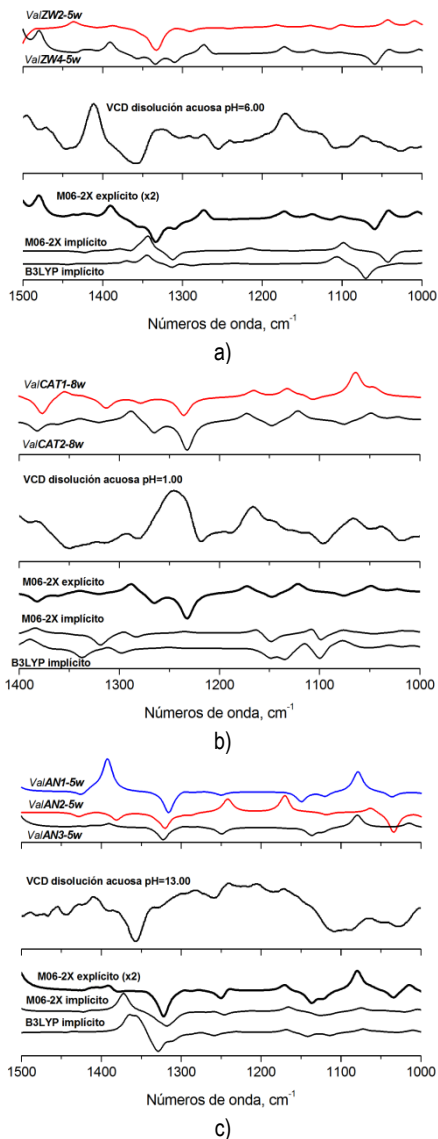 ValZW2-5w
ValZW4-5w
VCD disolución acuosa pH=6.00
M06-2X explícito (x2)
M06-2X implícito
B3LYP implícito
1500 1400 1300 1200 1100 1000
Números de onda, cm-1
a)
ValCAT1-8w
ValCAT2-8w
VCD disolución acuosa pH=1.00
M06-2X explícito
M06-2X implícito
B3LYP implícito
1400 1300 1200 1100 1000
Números de onda, cm-1
b)
ValAN1-5w
ValAN2-5w
ValAN3-5w
VCD disolución acuosa pH=13.00
M06-2X explícito (x2)
M06-2X implícito
B3LYP implícito
1500 1400 1300 1200 1100 1000
Números de onda, cm-1
c)